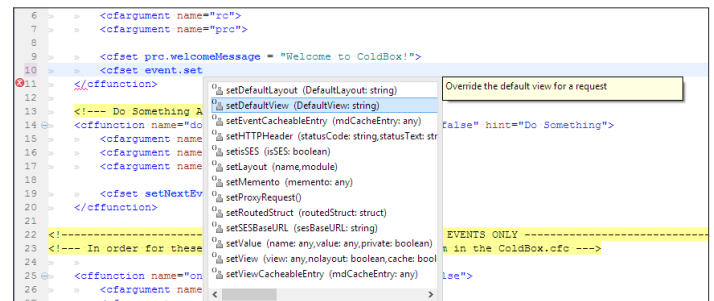 6 <cfargument name="rc">
7 <cfargument name="prc">
8
9 <cfset prc.welcomeMessage = "Welcome to ColdBox!">
10 <cfset event.set
11 </cffunction>
12
13 <!--- Do Something A
14 <cffunction name="do false" hint="Do Something">
15 <cfargument name
16 <cfargument name
17 <cfargument name
18
19 <cfset setNextEv
20 </cffunction>
21
22 <!------------------------------------------- EVENTS ONLY -------------------
23 <!--- In order for these m in the ColdBox.cfc --->
24
25 <cffunction name="on lse">
26 <cfargument name
setDefaultLayout (DefaultLayout: string)
setDefaultView (DefaultView: string)
setEventCacheableEntry (mdCacheEntry: any)
setHTTPHeader (statusCode: string,statusText: str
setisSES (isSES: boolean)
setLayout (name,module)
setMemento (memento: any)
setProxyRequest()
setRoutedStruct (routedStruct: struct)
setSESBaseURL (sesBaseURL: string)
setValue (name: any,value: any,private: boolean)
setView (view: any,nolayout: boolean,cache: bool
setViewCacheableEntry (mdCacheEntry: any)
Override the default view for a request